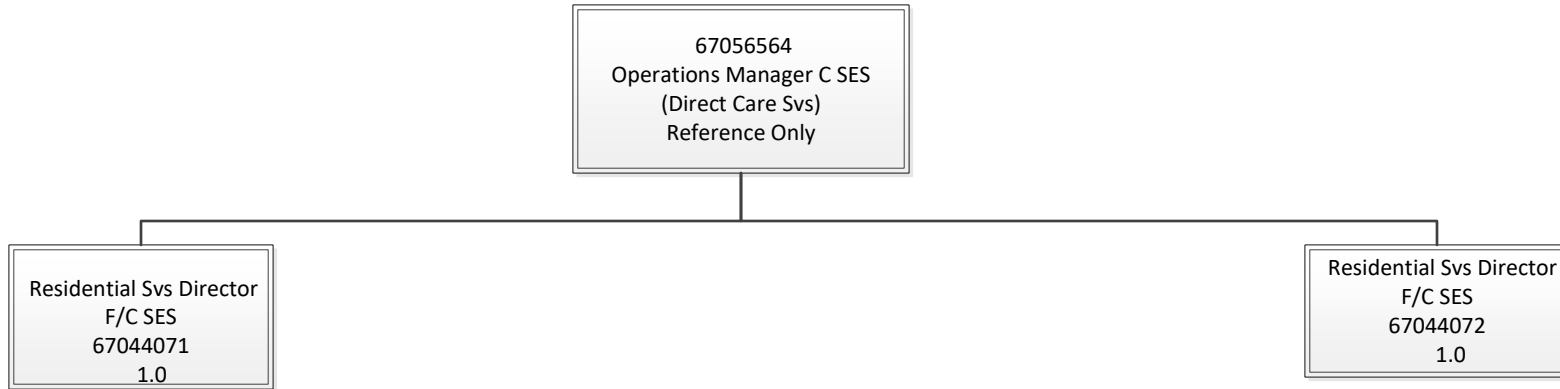 67056564
Operations Manager C SES
(Direct Care Svs)
Reference Only
Residential Svs Director
F/C SES
67044071
1.0
Residential Svs Director
F/C SES
67044072
1.0